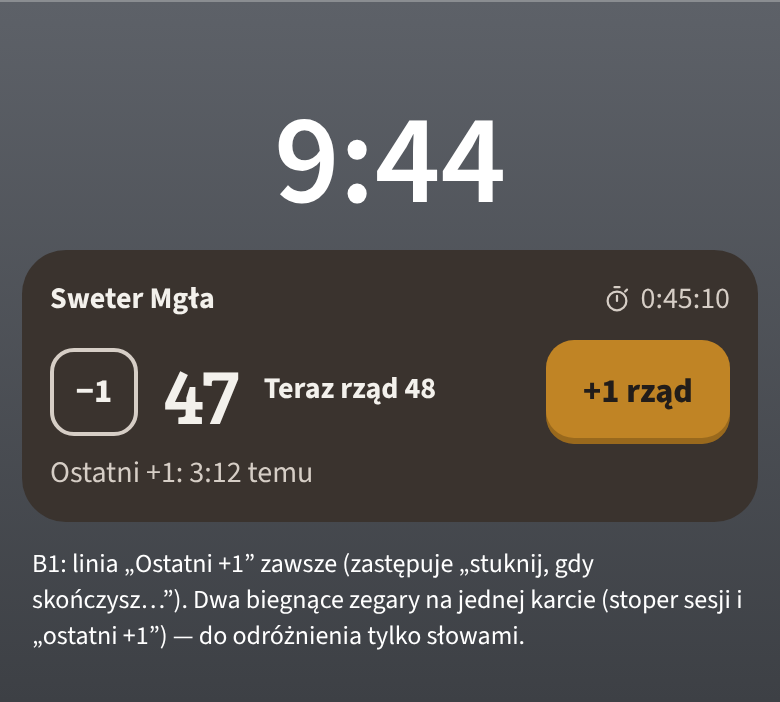 9:44
Sweter Mgła
0:45:10
−1
47
Teraz rząd 48
+1 rząd
Ostatni +1: 3:12 temu
B1: linia „Ostatni +1” zawsze (zastępuje „stuknij, gdy
skończysz…”). Dwa biegnące zegary na jednej karcie (stoper sesji i
„ostatni +1”) — do odróżnienia tylko słowami.